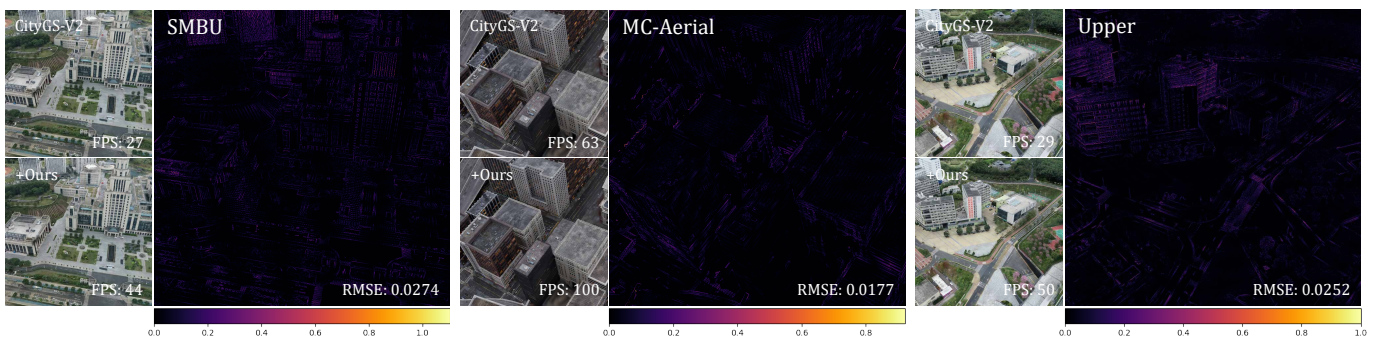 CityGS-V2
FPS: 27
+Ours
FPS: 44
SMBU
RMSE: 0.0274
0.0 0.2 0.4 0.6 0.8 1.0
CityGS-V2
FPS: 63
+Ours
FPS: 100
MC-Aerial
RMSE: 0.0177
0.0 0.2 0.4 0.6 0.8
CityGS-V2
FPS: 29
+Ours
FPS: 50
Upper
RMSE: 0.0252
0.0 0.2 0.4 0.6 0.8 1.0